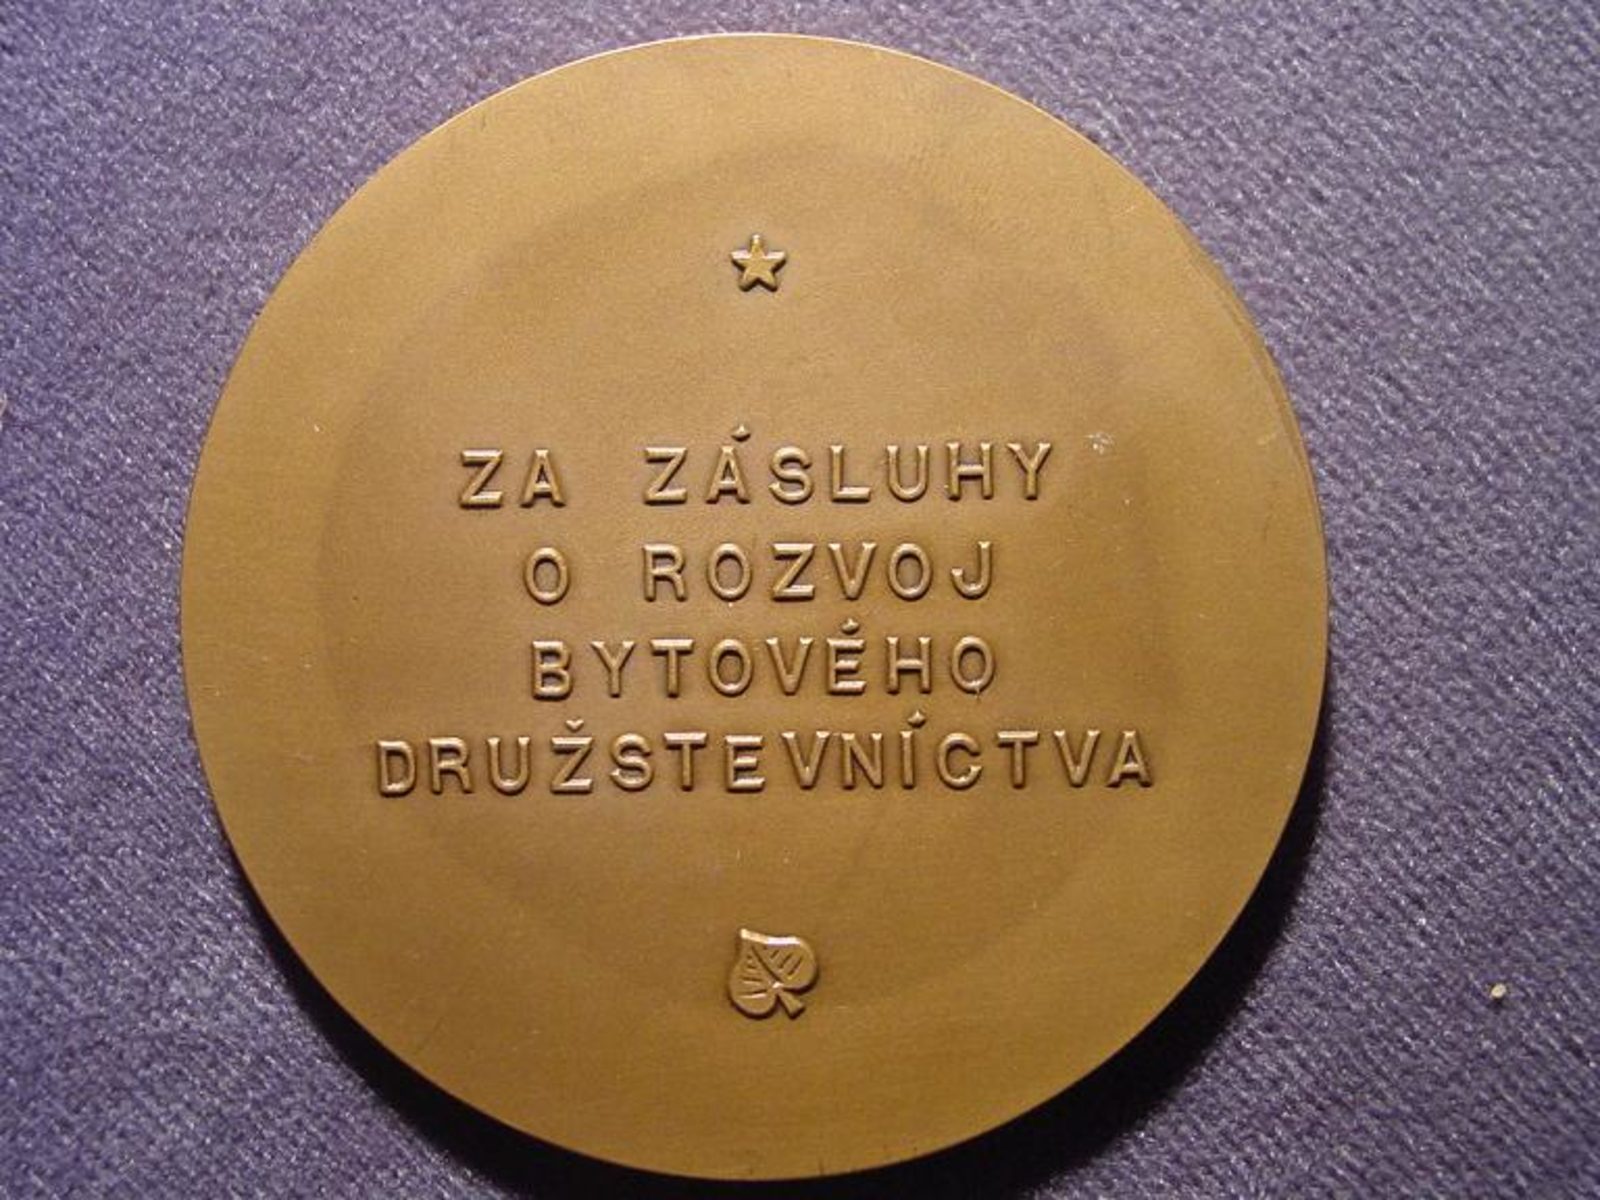 ZA ZÁSLUHY
O ROZVOJ
BYTOVÉHO
DRUŽSTEVNÍCTVA